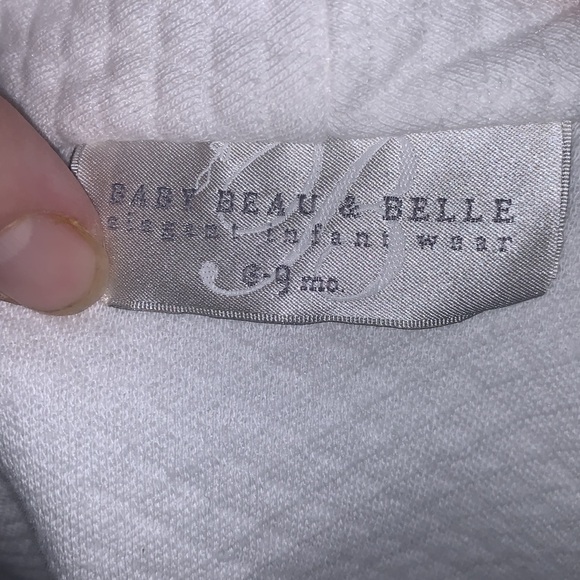 BABY BEAU & BELLE
elegant infant wear
6-9 mo.